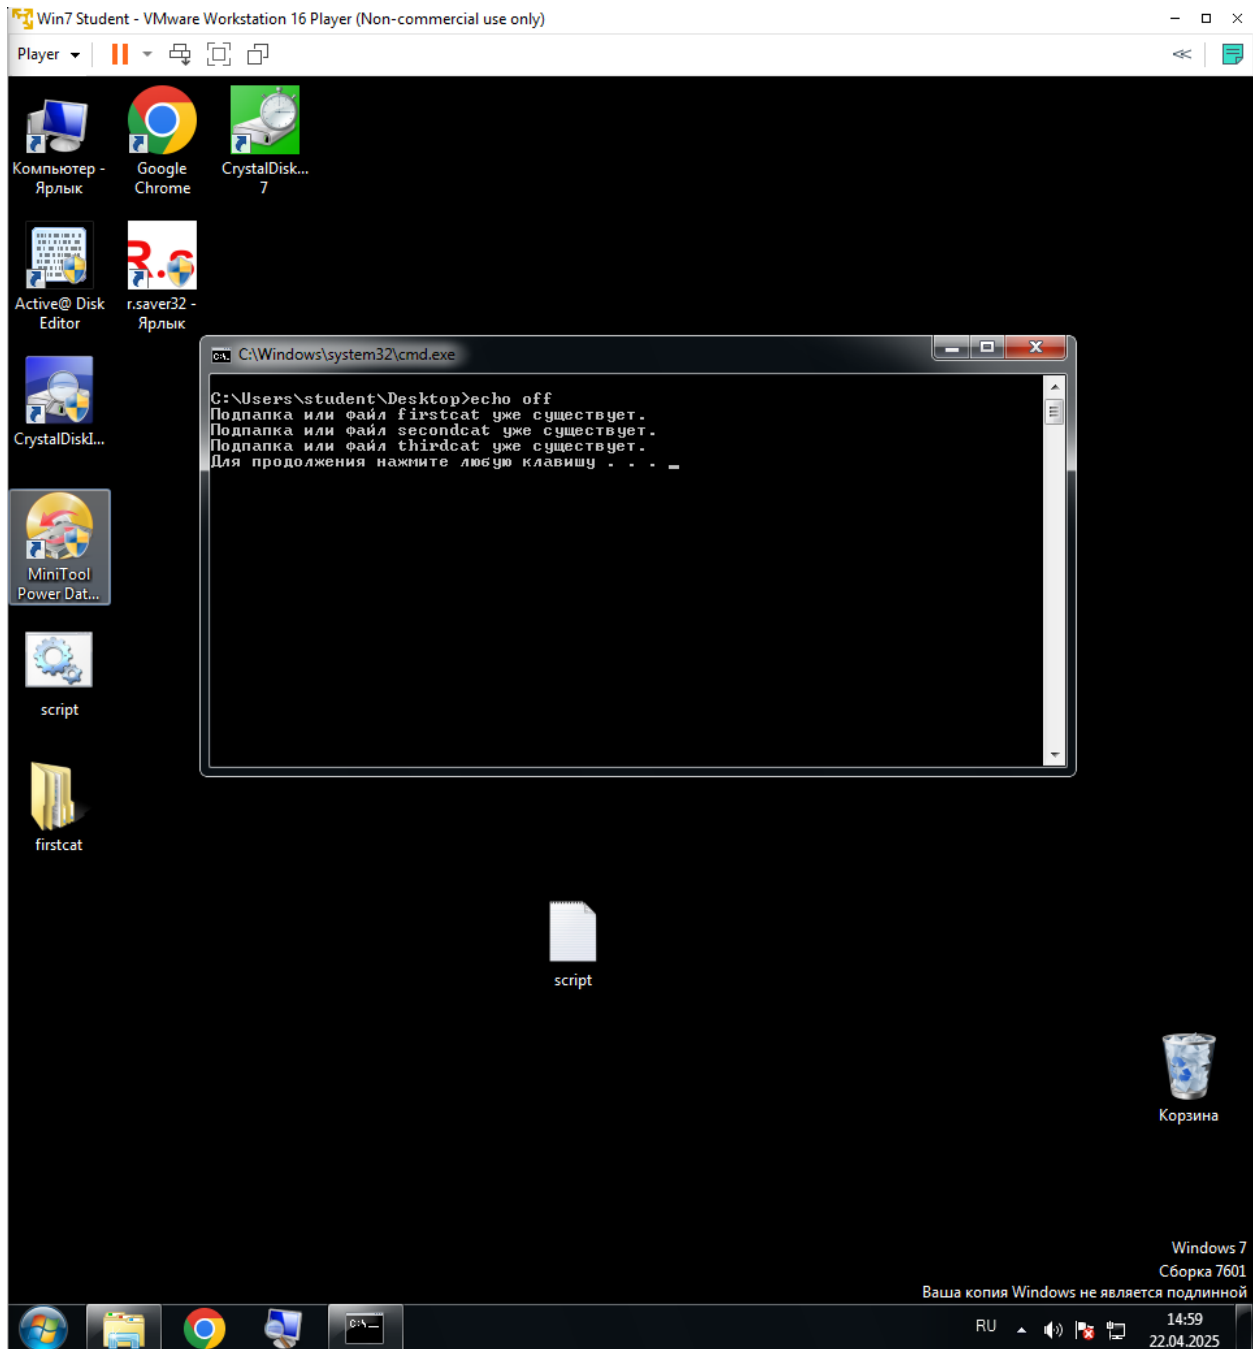 Win7 Student - VMware Workstation 16 Player (Non-commercial use only)
Player
Компьютер -
Ярлык
Google
Chrome
CrystalDisk...
7
Active@ Disk
Editor
r.saver32 -
Ярлык
C:\Windows\system32\cmd.exe
C:\Users\student\Desktop>echo off
Подпапка или файл firstcat уже существует.
Подпапка или файл secondcat уже существует.
Подпапка или файл thirdcat уже существует.
Для продолжения нажмите любую клавишу . . .
CrystalDiskI...
MiniTool
Power Dat...
script
firstcat
script
Корзина
Windows 7
Сборка 7601
Ваша копия Windows не является подлинной
RU
14:59
22.04.2025